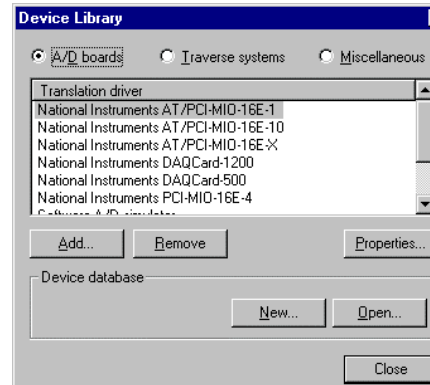 Device Library
A/D boards Traverse systems Miscellaneous
Translation driver
National Instruments AT/PCI-MIO-16E-1
National Instruments AT/PCI-MIO-16E-10
National Instruments AT/PCI-MIO-16E-X
National Instruments DAQCard-1200
National Instruments DAQCard-500
National Instruments PCI-MIO-16E-4
Software A/D simulator
Add... Remove Properties...
Device database
New... Open...
Close